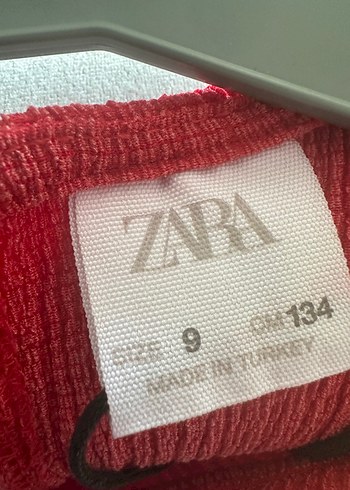 ZARA
SIZE 9 CM 134
MADE IN TURKEY